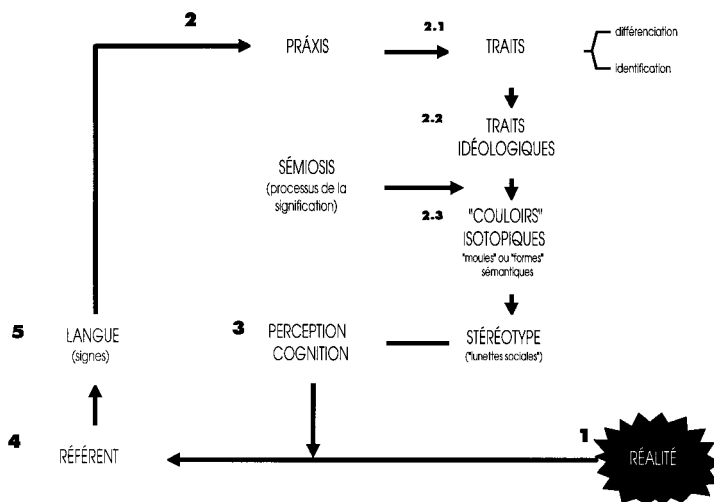 2
PRÁXIS
2.1
TRAITS
différenciation
identification
2.2
TRAITS
IDÉOLOGIQUES
SÉMIOSIS
(processus de la
signification)
2.3
"COULOIRS"
ISOTOPIQUES
"moules" ou "formes"
sémantiques
5
LANGUE
(signes)
3
PERCEPTION
COGNITION
STÉRÉOTYPE
("lunettes sociales")
4
RÉFÉRENT
1
RÉALITÉ